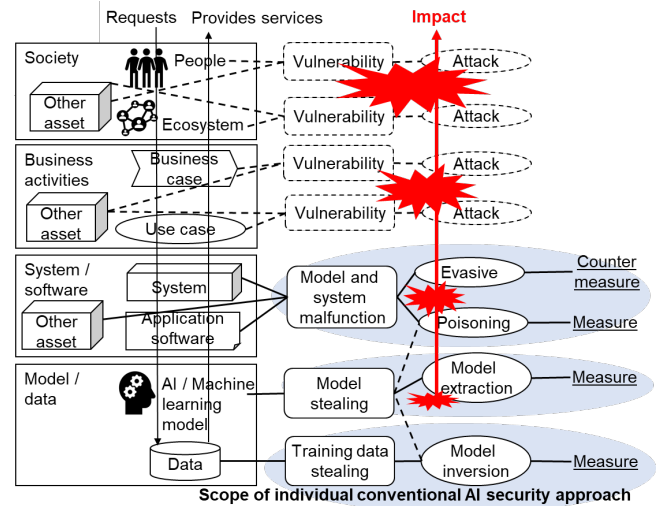 Requests
Provides services
Impact
Society
People
Other
asset
Ecosystem
Vulnerability
Attack
Vulnerability
Attack
Business
activities
Business
case
Other
asset
Use case
Vulnerability
Attack
Vulnerability
Attack
System /
software
System
Other
asset
Application
software
Model and
system
malfunction
Evasive
Counter
measure
Poisoning
Measure
Model /
data
AI / Machine
learning
model
Model
stealing
Model
extraction
Measure
Data
Training data
stealing
Model
inversion
Measure
Scope of individual conventional AI security approach